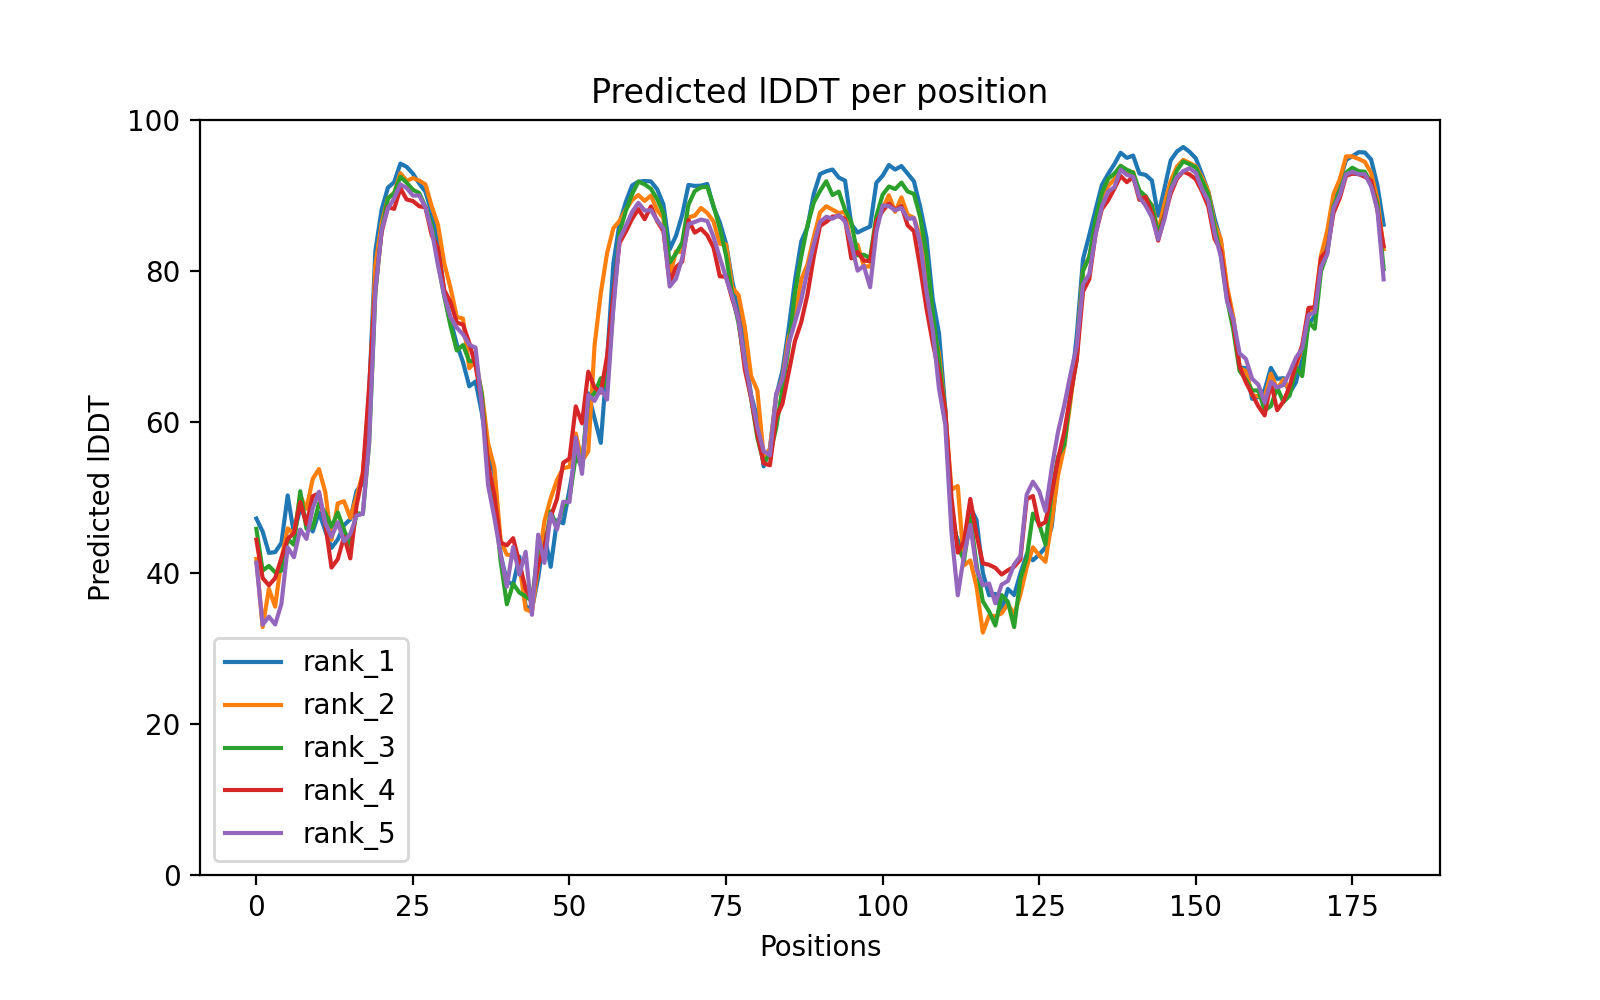 Predicted lDDT per position
100
80
60
40
20
0
Predicted lDDT
rank_1
rank_2
rank_3
rank_4
rank_5
0 25 50 75 100 125 150 175
Positions